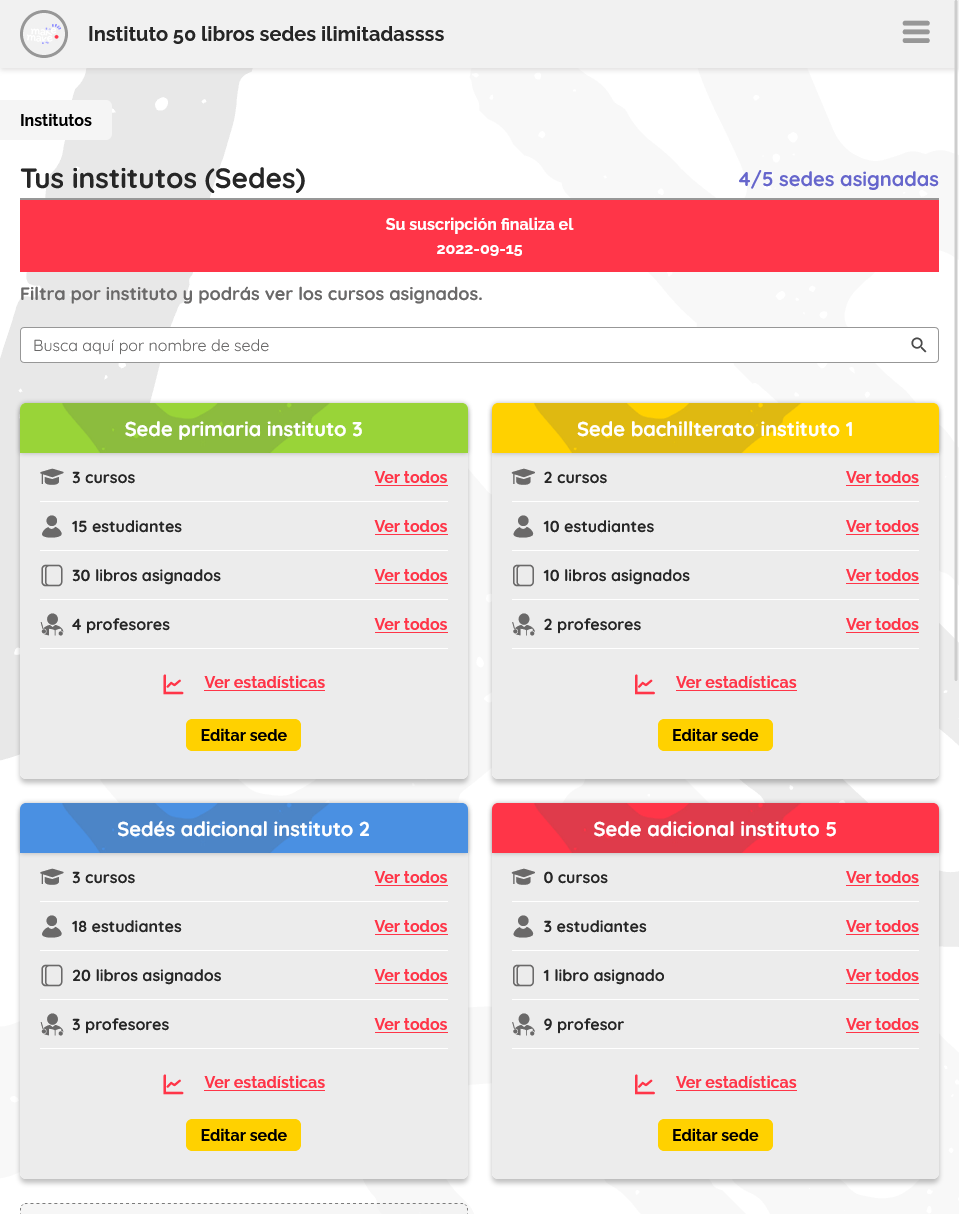 Instituto 50 libros sedes ilimitadassss
Institutos
Tus institutos (Sedes)
4/5 sedes asignadas
Su suscripción finaliza el
2022-09-15
Filtra por instituto y podrás ver los cursos asignados.
Busca aquí por nombre de sede
Sede primaria instituto 3
3 cursos Ver todos
15 estudiantes Ver todos
30 libros asignados Ver todos
4 profesores Ver todos
Ver estadísticas
Editar sede
Sede bachillterato instituto 1
2 cursos Ver todos
10 estudiantes Ver todos
10 libros asignados Ver todos
2 profesores Ver todos
Ver estadísticas
Editar sede
Sedés adicional instituto 2
3 cursos Ver todos
18 estudiantes Ver todos
20 libros asignados Ver todos
3 profesores Ver todos
Ver estadísticas
Editar sede
Sede adicional instituto 5
0 cursos Ver todos
3 estudiantes Ver todos
1 libro asignado Ver todos
9 profesor Ver todos
Ver estadísticas
Editar sede